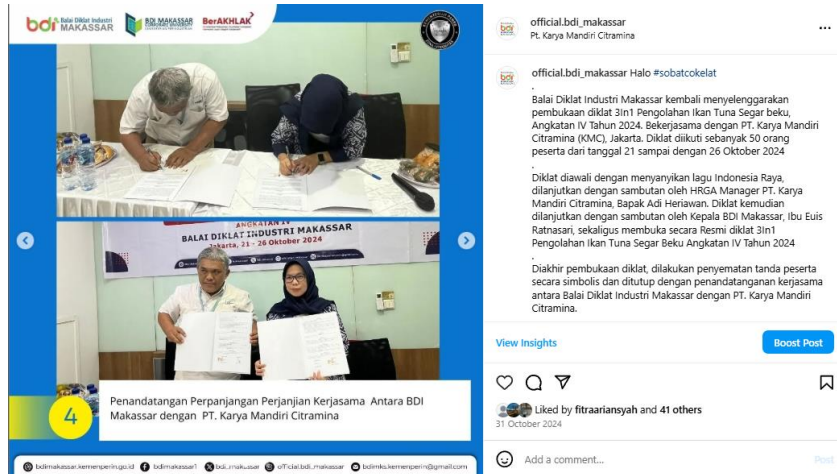 bdi Balai Diklat Industri
MAKASSAR
BDI MAKASSAR
CORPORATE UNIVERSITY
BerAKHLAK
ANGKATAN IV
BALAI DIKLAT INDUSTRI MAKASSAR
Jakarta, 21 - 26 Oktober 2024
4
Penandatangan Perpanjangan Perjanjian Kerjasama Antara BDI
Makassar dengan PT. Karya Mandiri Citramina
bdimakassar.kemenperin.go.id bdimakassar1 bdi_makassar official.bdi_makassar bdimks.kemenperin@gmail.com
official.bdi_makassar
Pt. Karya Mandiri Citramina
official.bdi_makassar Halo #sobatcokelat
.
Balai Diklat Industri Makassar kembali menyelenggarakan
pembukaan diklat 3In1 Pengolahan Ikan Tuna Segar beku,
Angkatan IV Tahun 2024. Bekerjasama dengan PT. Karya Mandiri
Citramina (KMC), Jakarta. Diklat diikuti sebanyak 50 orang
peserta dari tanggal 21 sampai dengan 26 Oktober 2024
.
Diklat diawali dengan menyanyikan lagu Indonesia Raya,
dilanjutkan dengan sambutan oleh HRGA Manager PT. Karya
Mandiri Citramina, Bapak Adi Heriawan. Diklat kemudian
dilanjutkan dengan sambutan oleh Kepala BDI Makassar, Ibu Euis
Ratnasari, sekaligus membuka secara Resmi diklat 3In1
Pengolahan Ikan Tuna Segar Beku Angkatan IV Tahun 2024
.
Diakhir pembukaan diklat, dilakukan penyematan tanda peserta
secara simbolis dan ditutup dengan penandatanganan kerjasama
antara Balai Diklat Industri Makassar dengan PT. Karya Mandiri
Citramina.
View Insights
Boost Post
Liked by fitraariansyah and 41 others
31 October 2024
Add a comment...
Post